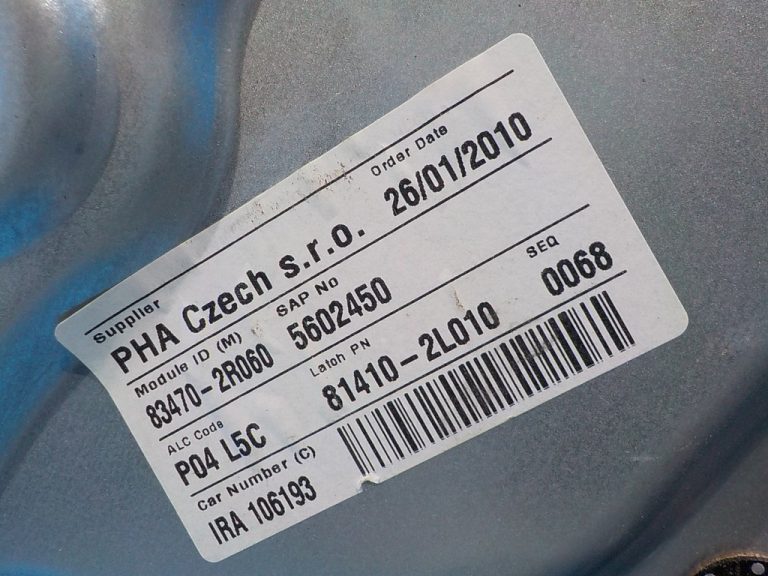 Supplier Order Date
PHA Czech s.r.o. 26/01/2010
Module ID (M) SAP No SEQ
83470-2R060 5602450 0068
ALC Code Latch PN
P04 L5C 81410-2L010
Car Number (C)
IRA 106193